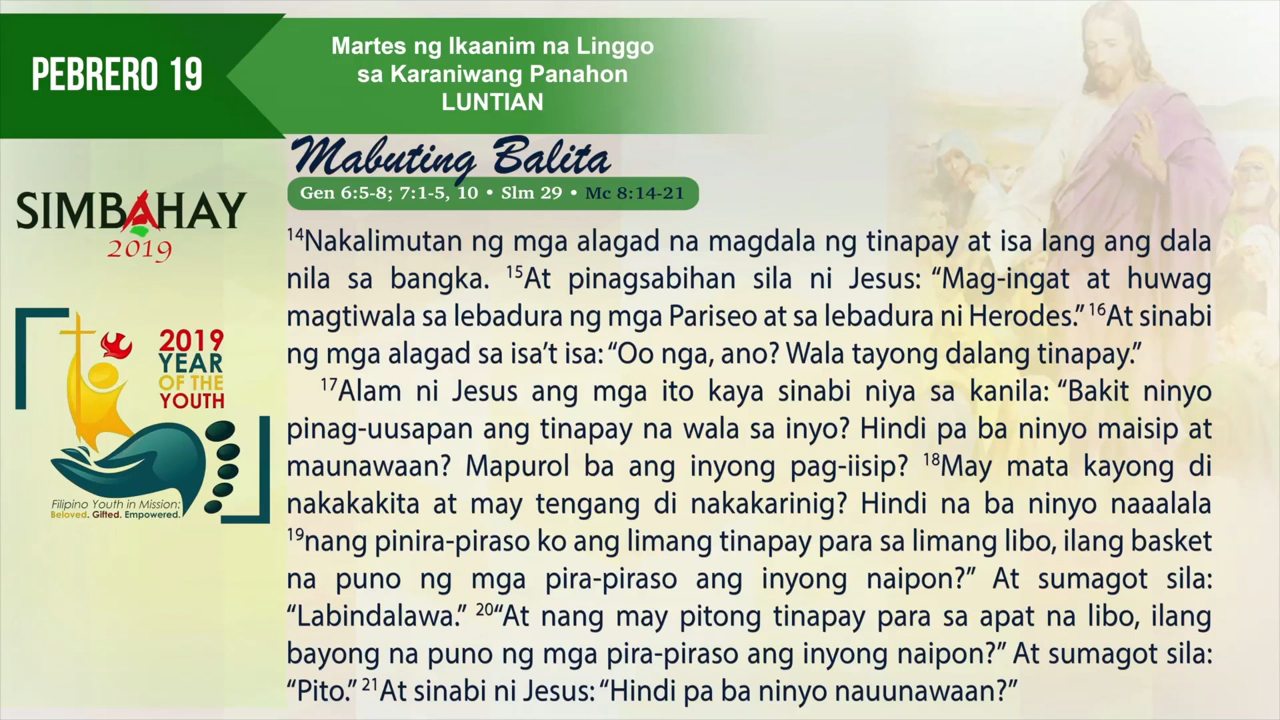 PEBRERO 19
Martes ng Ikaanim na Linggo
sa Karaniwang Panahon
LUNTIAN
Mabuting Balita
Gen 6:5-8; 7:1-5, 10 • Slm 29 • Mc 8:14-21
SIMBAHAY
2019
2019
YEAR
OF THE
YOUTH
Filipino Youth in Mission:
Beloved. Gifted. Empowered.
¹⁴Nakalimutan ng mga alagad na magdala ng tinapay at isa lang ang dala
nila sa bangka. ¹⁵At pinagsabihan sila ni Jesus: “Mag-ingat at huwag
magtiwala sa lebadura ng mga Pariseo at sa lebadura ni Herodes.” ¹⁶At sinabi
ng mga alagad sa isa’t isa: “Oo nga, ano? Wala tayong dalang tinapay.”
¹⁷Alam ni Jesus ang mga ito kaya sinabi niya sa kanila: “Bakit ninyo
pinag-uusapan ang tinapay na wala sa inyo? Hindi pa ba ninyo maisip at
maunawaan? Mapurol ba ang inyong pag-iisip? ¹⁸May mata kayong di
nakakakita at may tengang di nakakarinig? Hindi na ba ninyo naaalala
¹⁹nang pinira-piraso ko ang limang tinapay para sa limang libo, ilang basket
na puno ng mga pira-piraso ang inyong naipon?” At sumagot sila:
“Labindalawa.” ²⁰“At nang may pitong tinapay para sa apat na libo, ilang
bayong na puno ng mga pira-piraso ang inyong naipon?” At sumagot sila:
“Pito.” ²¹At sinabi ni Jesus: “Hindi pa ba ninyo nauunawaan?”